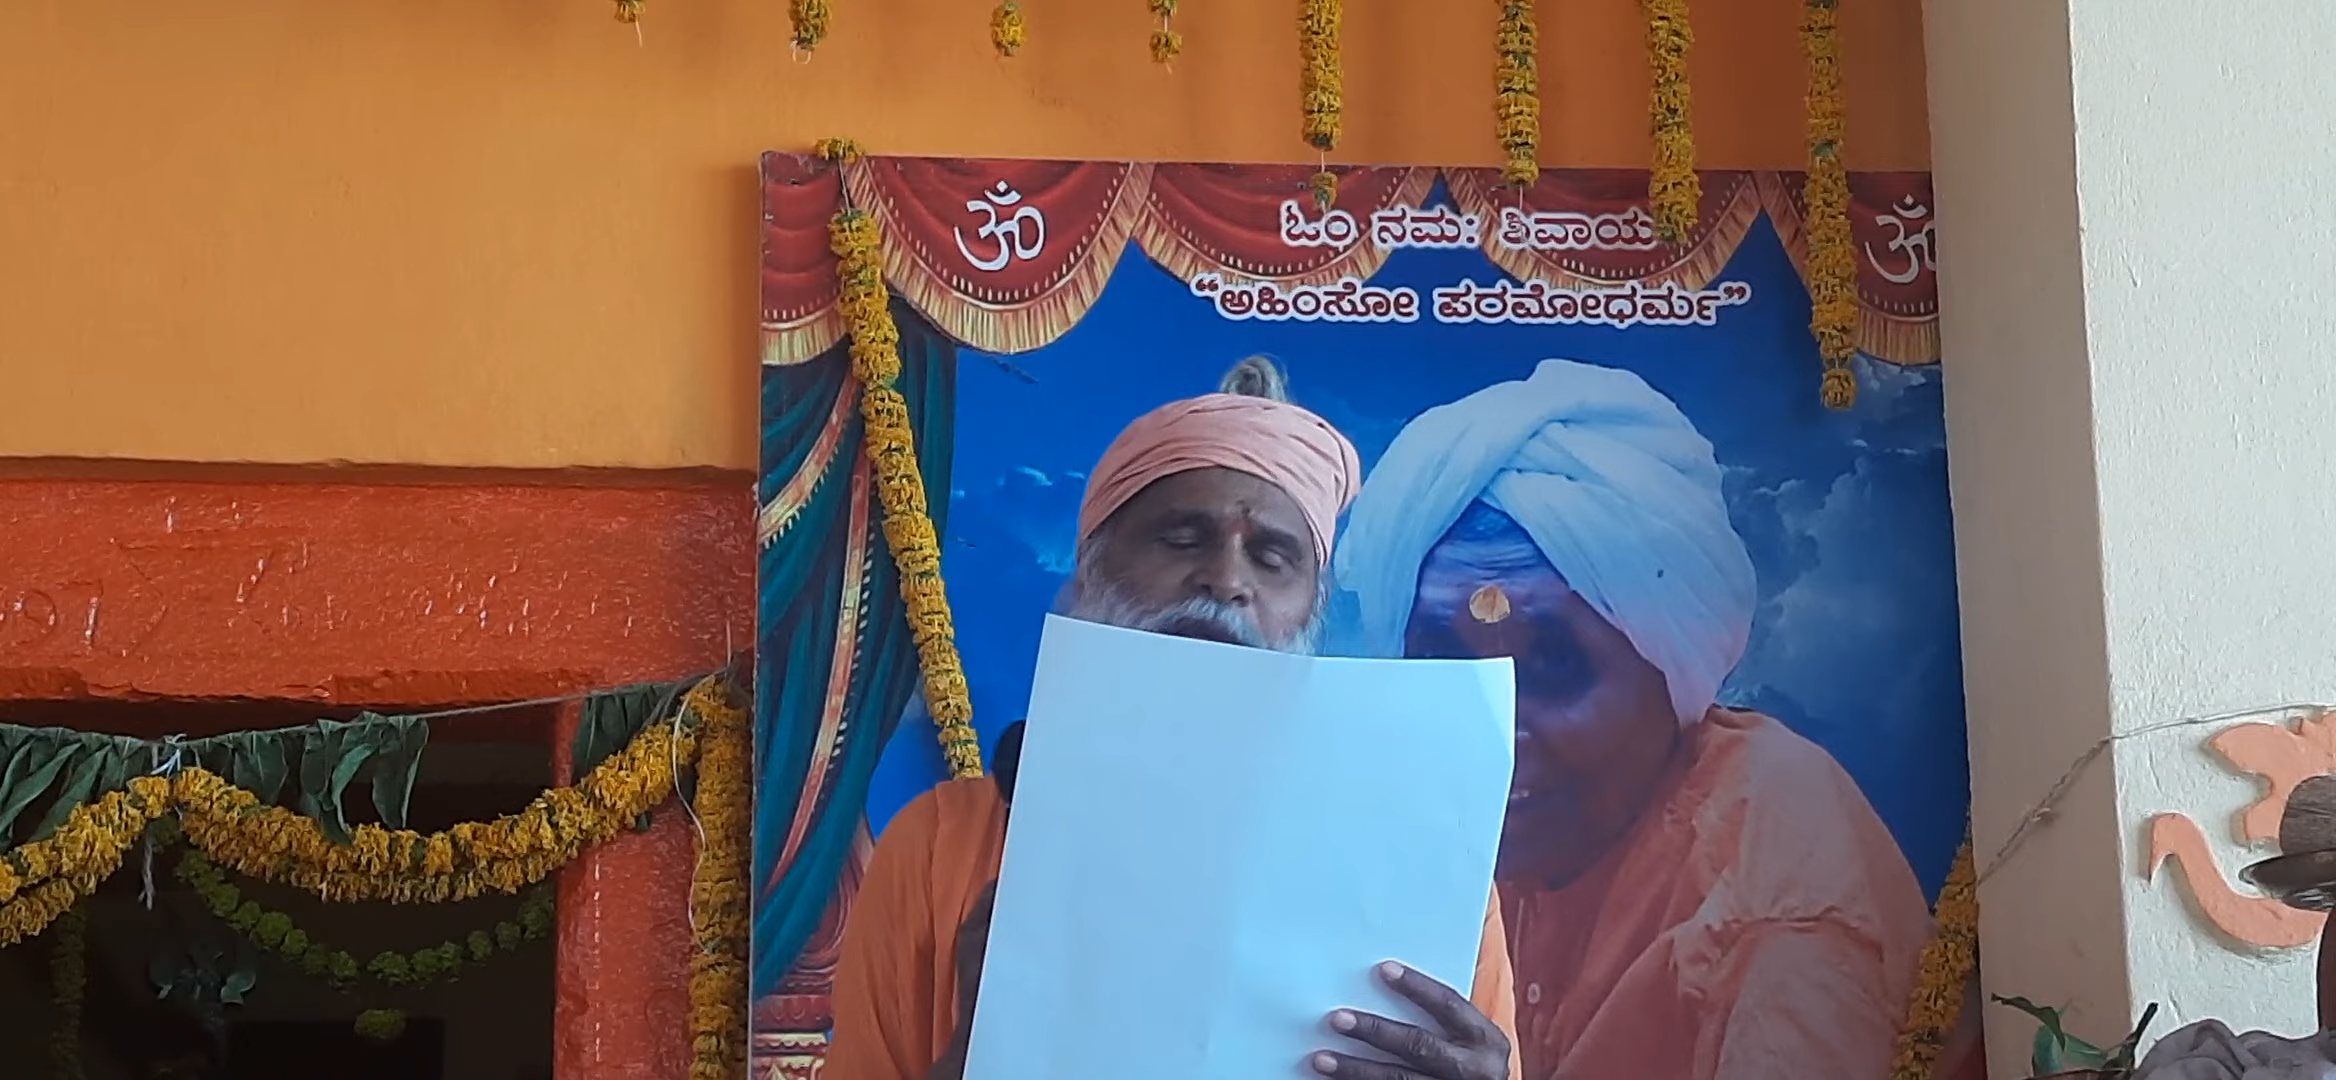 ॐ ॐ
ಓಂ ನಮಃ ಶಿವಾಯ
“ಅಹಿಂಸೋ ಪರಮೋಧರ್ಮ”